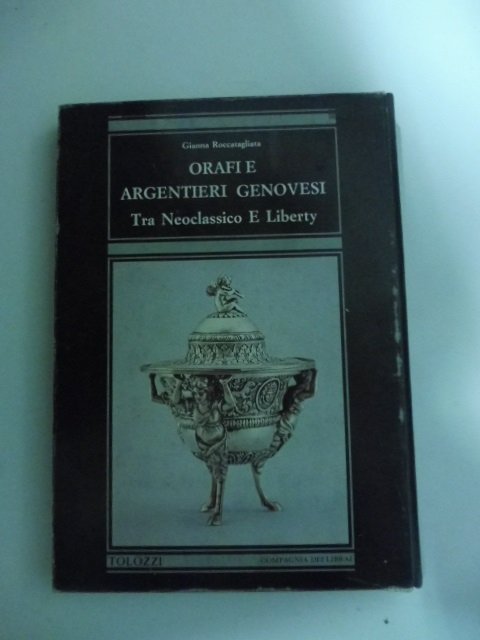 Gianna Roccatagliata
ORAFI E
ARGENTIERI GENOVESI
Tra Neoclassico E Liberty
TOLOZZI
COMPAGNIA DEI LIBRAI